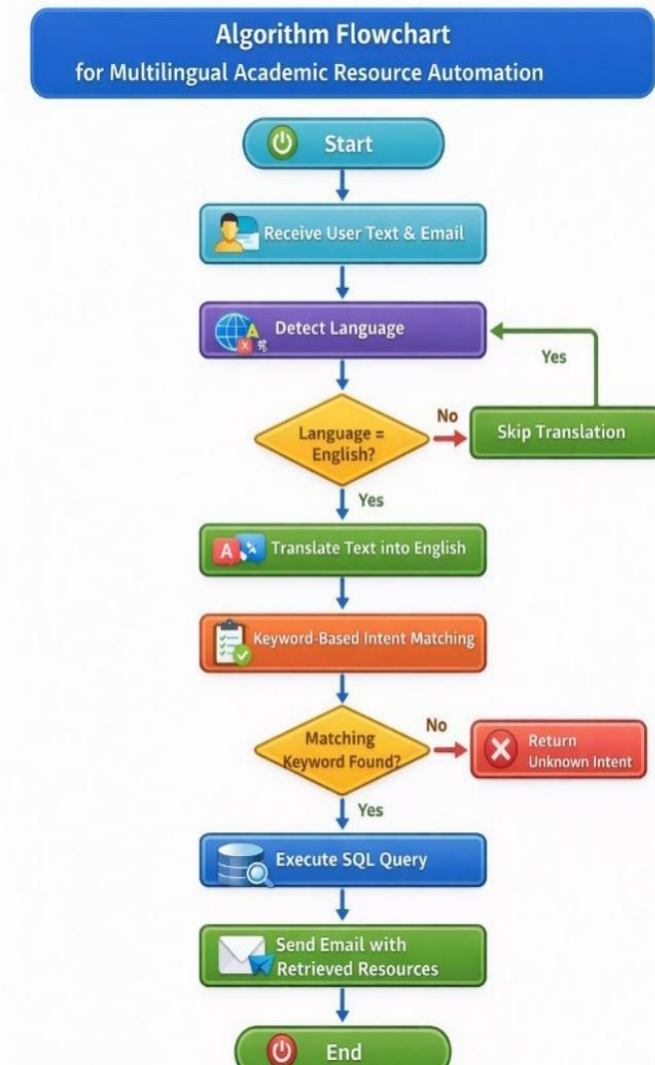 Algorithm Flowchart
for Multilingual Academic Resource Automation
Start
Receive User Text & Email
Detect Language
Yes
Language =
English?
No
Skip Translation
Yes
Translate Text into English
Keyword-Based Intent Matching
Matching
Keyword Found?
No
Return
Unknown Intent
Yes
Execute SQL Query
Send Email with
Retrieved Resources
End